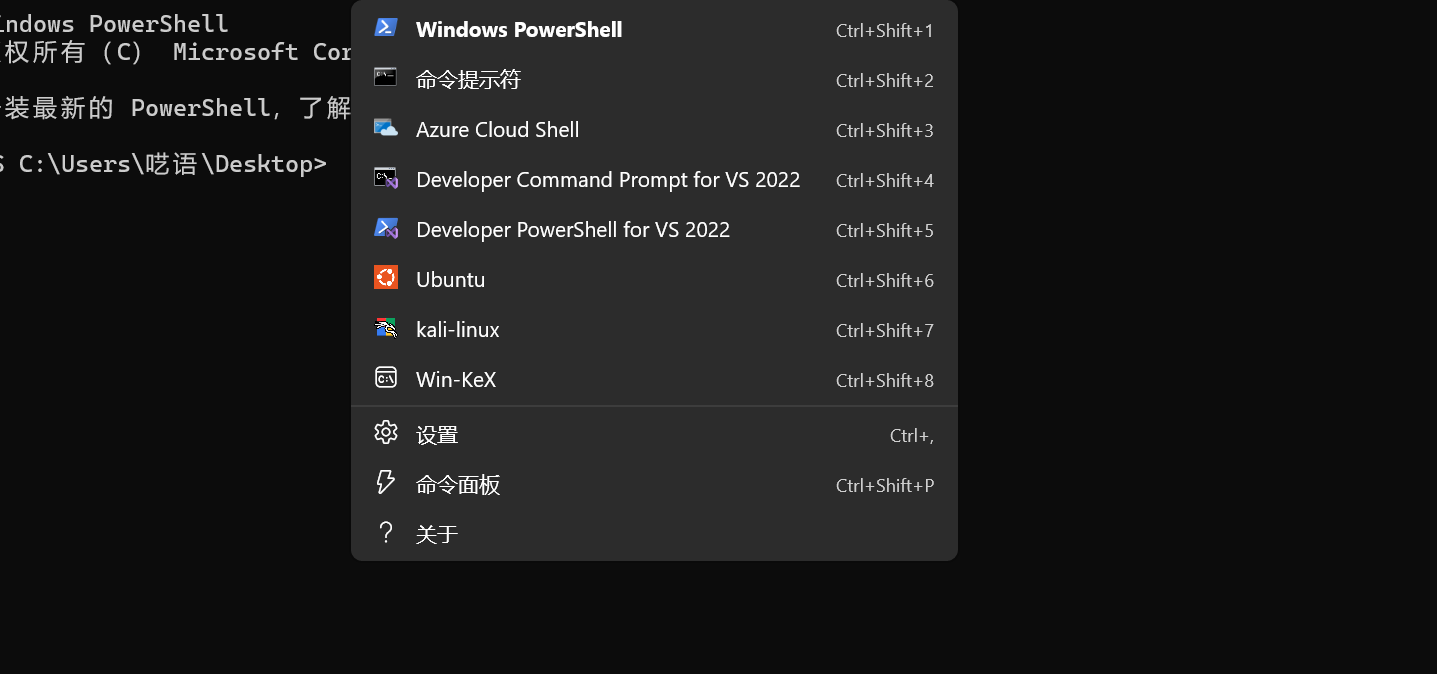 indows PowerShell
权所有 (C) Microsoft Cor
装最新的 PowerShell, 了解
S C:\Users\呓语\Desktop>
Windows PowerShell Ctrl+Shift+1
命令提示符 Ctrl+Shift+2
Azure Cloud Shell Ctrl+Shift+3
Developer Command Prompt for VS 2022 Ctrl+Shift+4
Developer PowerShell for VS 2022 Ctrl+Shift+5
Ubuntu Ctrl+Shift+6
kali-linux Ctrl+Shift+7
Win-KeX Ctrl+Shift+8
设置 Ctrl+,
命令面板 Ctrl+Shift+P
关于